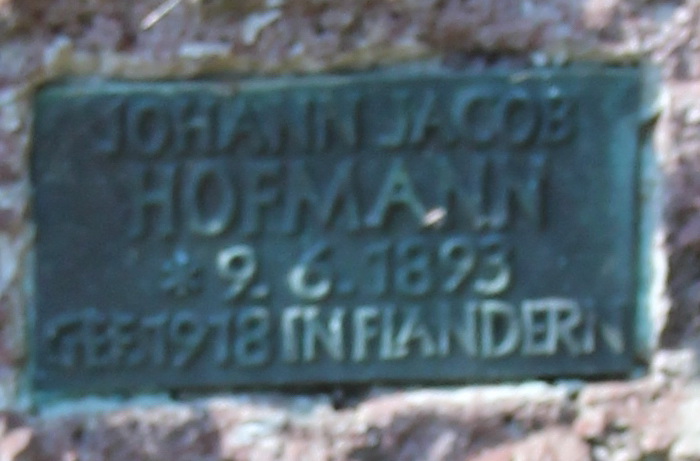 JOHANN JACOB
HOFMANN
* 9. 6. 1893
GEF. 1918 IN FLANDERN